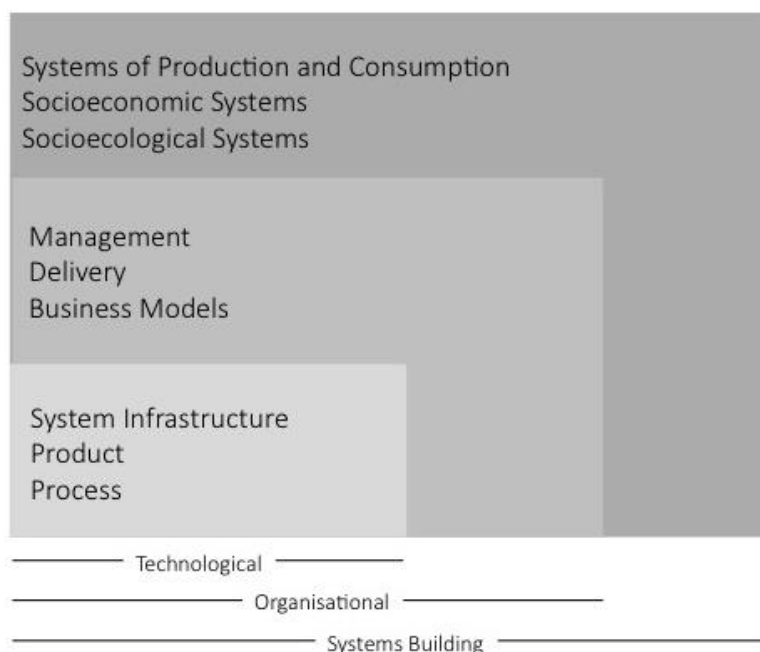 Systems of Production and Consumption
Socioeconomic Systems
Socioecological Systems
Management
Delivery
Business Models
System Infrastructure
Product
Process
Technological
Organisational
Systems Building